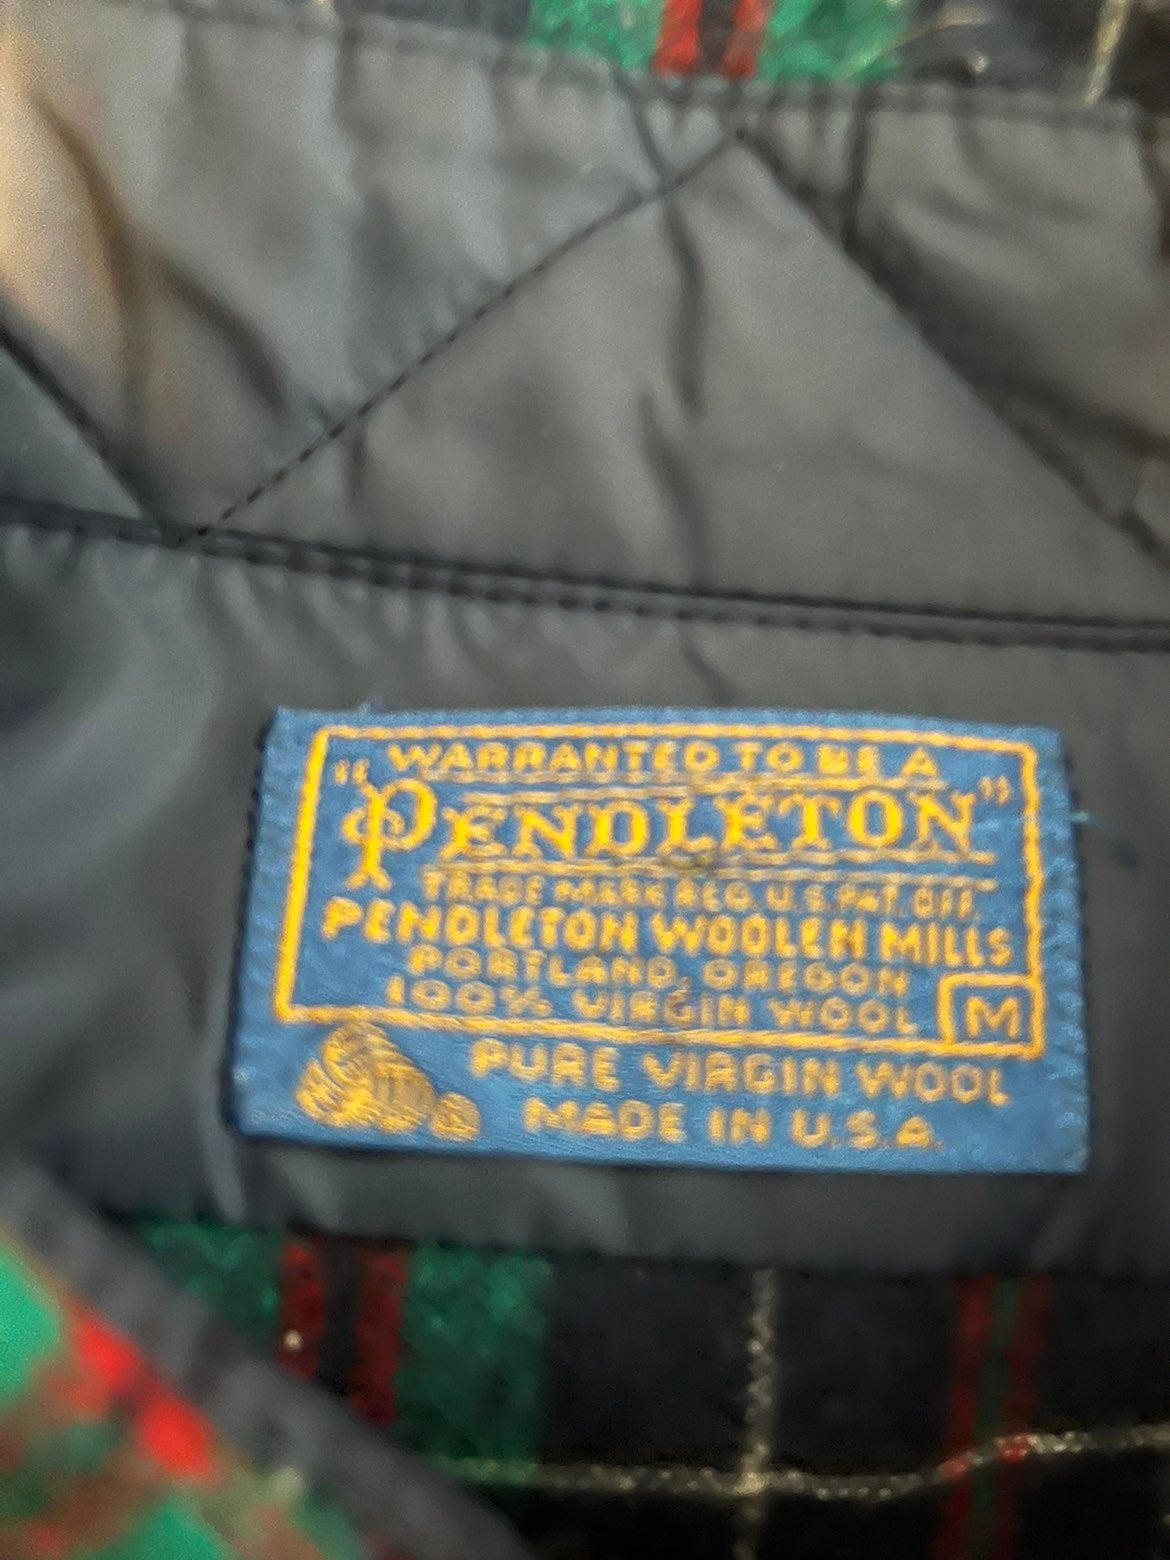 WARRANTED TO BE A
"PENDLETON"
TRADE MARK REG. U.S. PAT. OFF.
PENDLETON WOOLEN MILLS
PORTLAND, OREGON
100% VIRGIN WOOL M
PURE VIRGIN WOOL
MADE IN U.S.A.